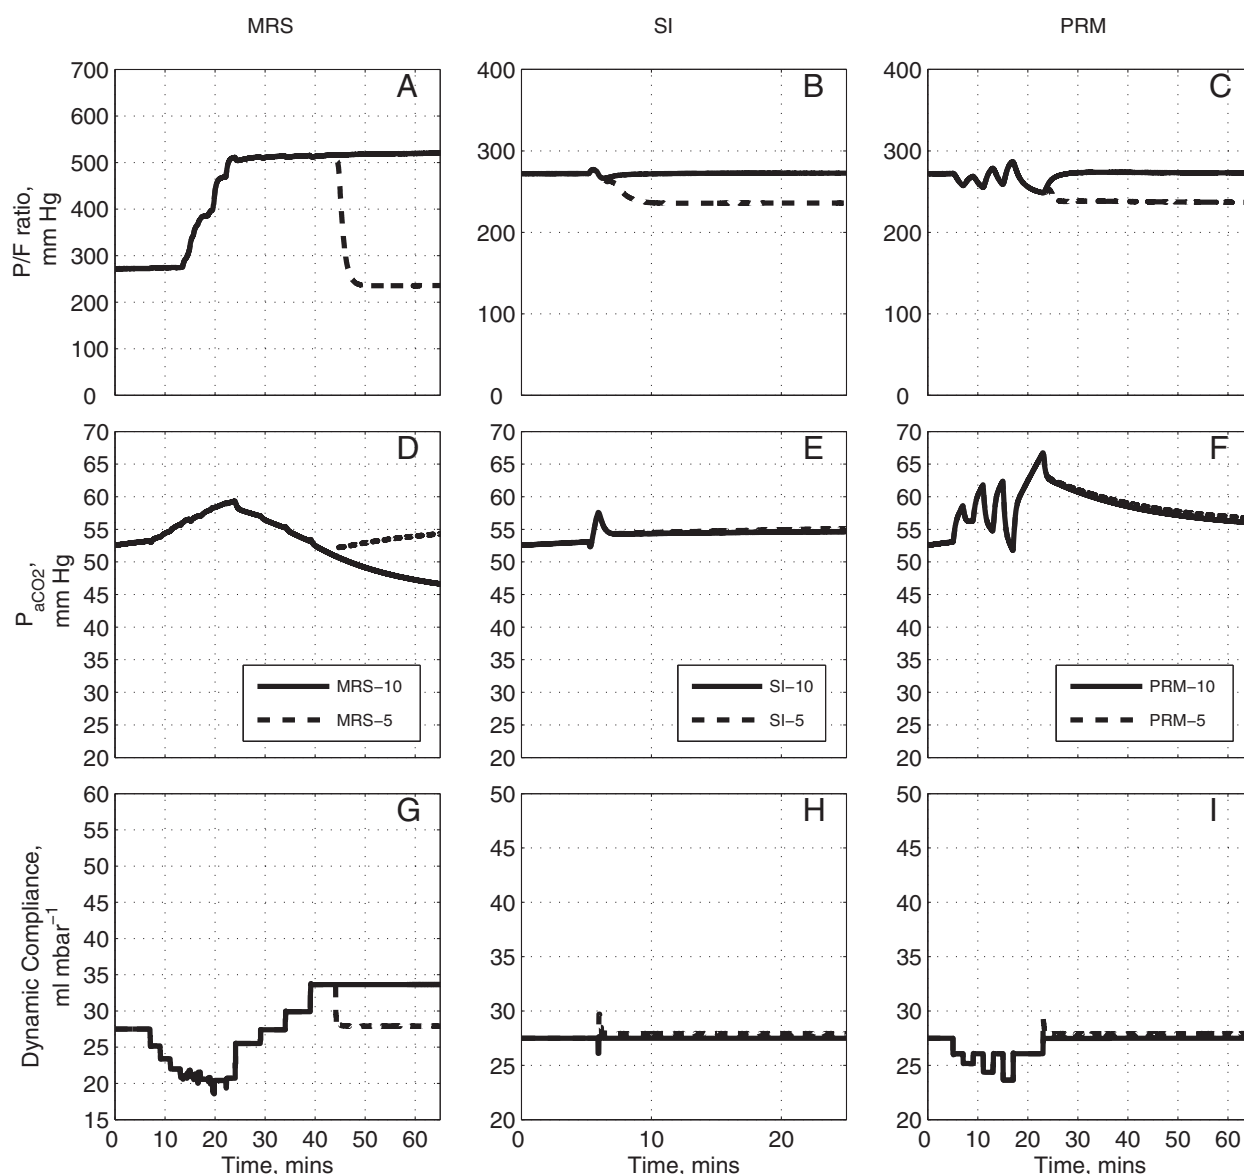 MRS SI PRM
A
B
C
P/F ratio,
mm Hg
700
600
500
400
300
200
100
0
400
300
200
100
0
400
300
200
100
0
0 10 20 30 40 50 60
0 10 20
0 10 20 30 40 50 60
D
E
F
PaCO2,
mm Hg
70
65
60
55
50
45
40
35
30
25
20
70
65
60
55
50
45
40
35
30
25
20
70
65
60
55
50
45
40
35
30
25
20
MRS−10
MRS−5
SI−10
SI−5
PRM−10
PRM−5
G
H
I
Dynamic Compliance,
ml mbar−1
60
55
50
45
40
35
30
25
20
15
50
45
40
35
30
25
20
50
45
40
35
30
25
20
Time, mins
Time, mins
Time, mins